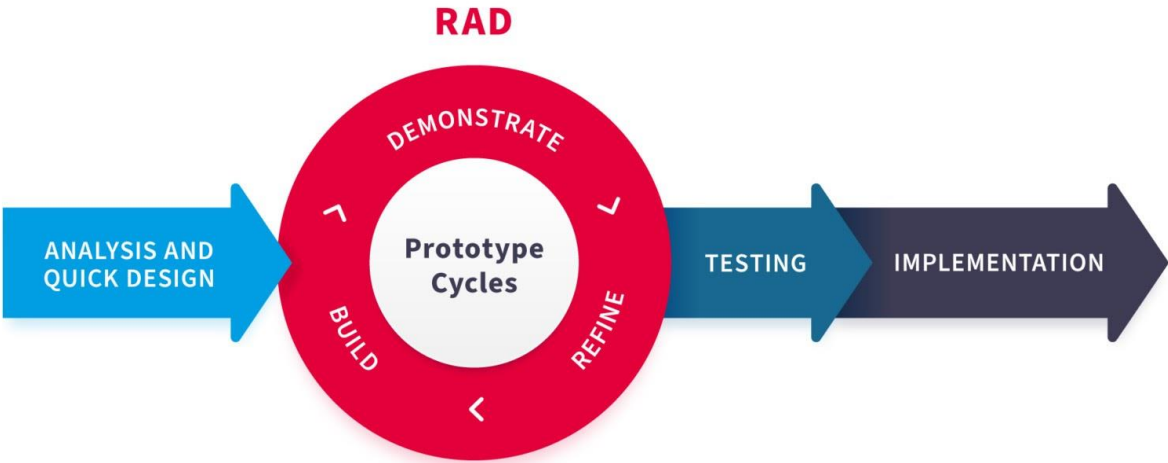 RAD
ANALYSIS AND
QUICK DESIGN
DEMONSTRATE
Prototype
Cycles
BUILD
REFINE
TESTING
IMPLEMENTATION